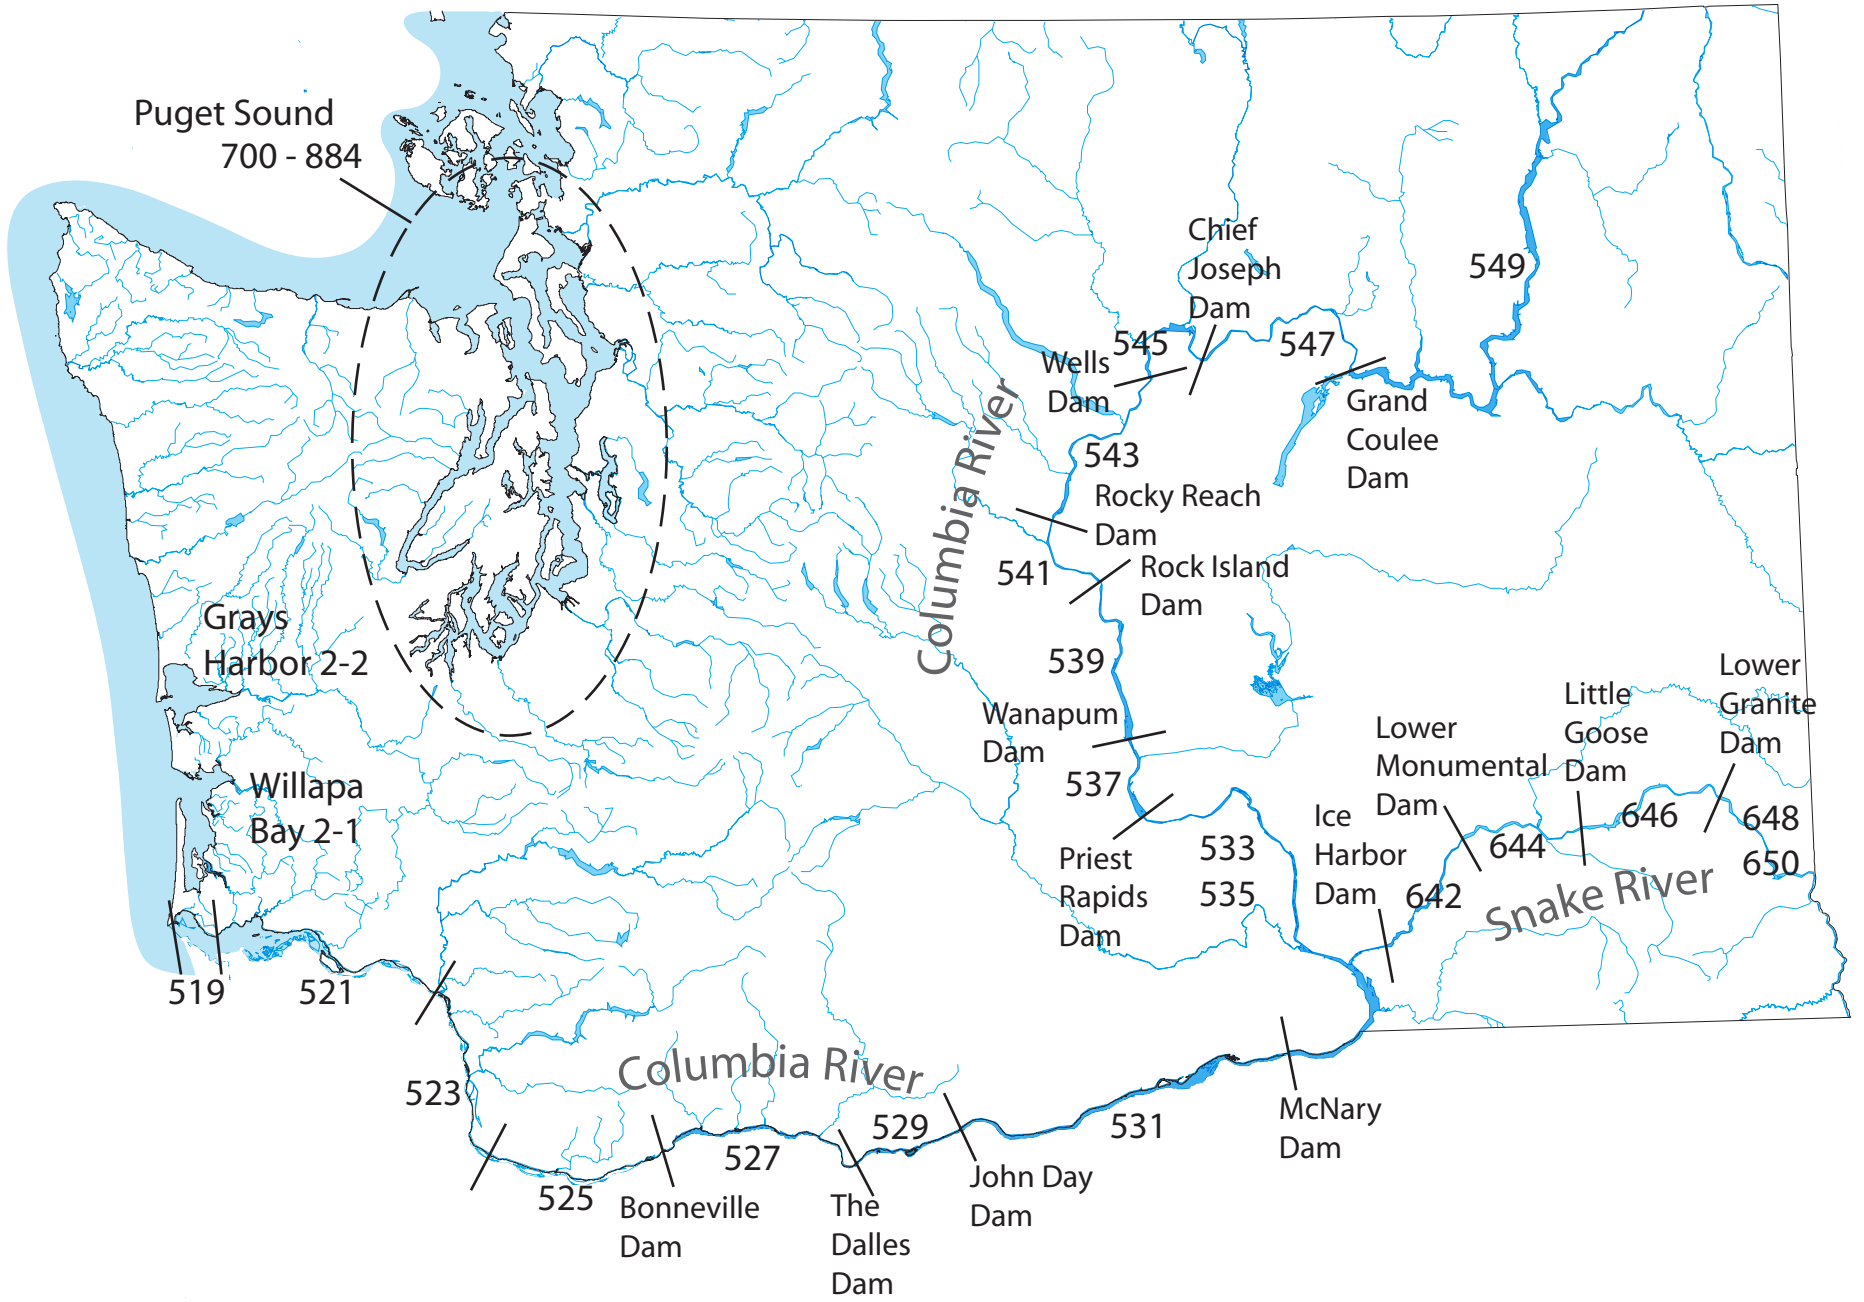 Puget Sound
700 - 884
Chief
Joseph
Dam
549
545
547
Wells
Dam
Grand
Coulee
Dam
543
Rocky Reach
Dam
Columbia River
541
Rock Island
Dam
Grays
Harbor 2-2
539
Wanapum
Dam
537
Lower
Granite
Dam
Little
Goose
Dam
Lower
Monumental
Dam
Willapa
Bay 2-1
Ice
Harbor
Dam
646
648
650
644
642
Snake River
Priest
Rapids
Dam
533
535
519
521
523
Columbia River
525
Bonneville
Dam
527
The
Dalles
Dam
529
John Day
Dam
531
McNary
Dam